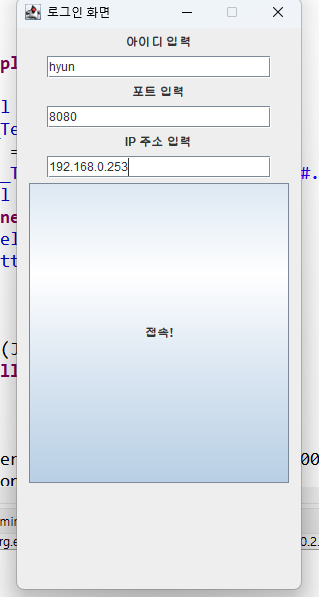 로그인 화면
아이디 입력
hyun
포트 입력
8080
IP 주소 입력
192.168.0.253
접속!